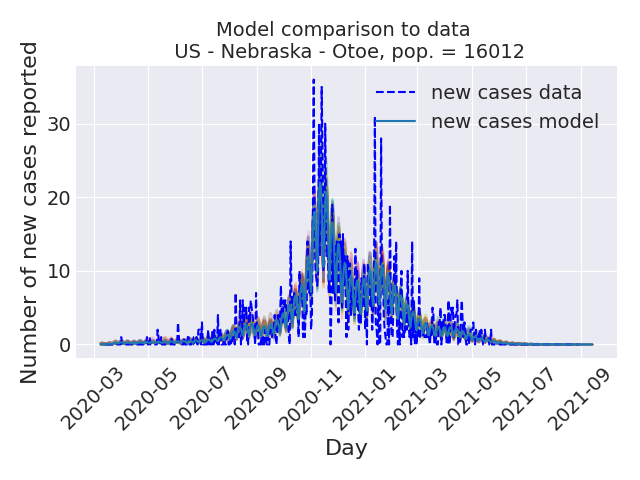 Model comparison to data
US - Nebraska - Otoe, pop. = 16012
new cases data
new cases model
Number of new cases reported
30
20
10
0
2020-03
2020-05
2020-07
2020-09
2020-11
2021-01
2021-03
2021-05
2021-07
2021-09
Day